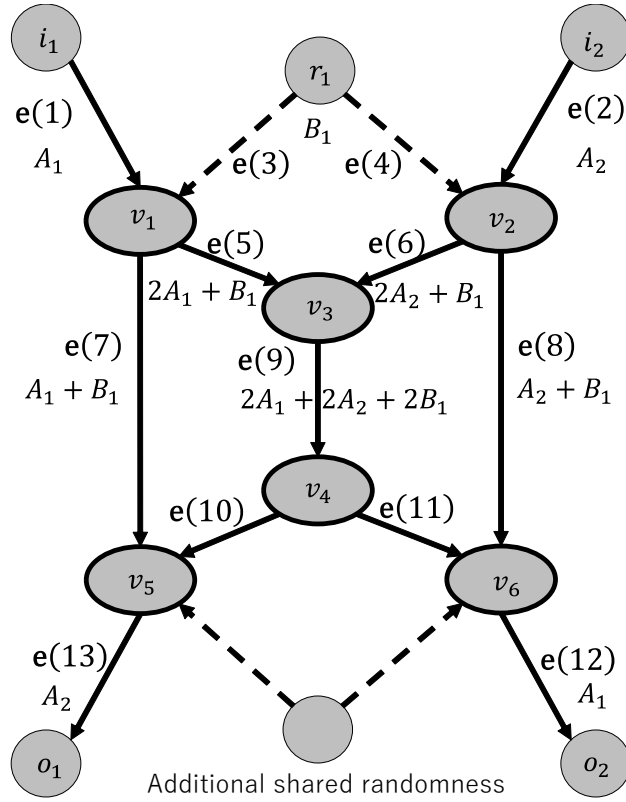 i₁
i₂
r₁
B₁
e(1)
A₁
e(2)
A₂
e(3)
e(4)
v₁
v₂
e(5)
e(6)
2A₁ + B₁
2A₂ + B₁
v₃
e(7)
A₁ + B₁
e(8)
A₂ + B₁
e(9)
2A₁ + 2A₂ + 2B₁
v₄
e(10)
e(11)
v₅
v₆
e(13)
A₂
e(12)
A₁
o₁
o₂
Additional shared randomness